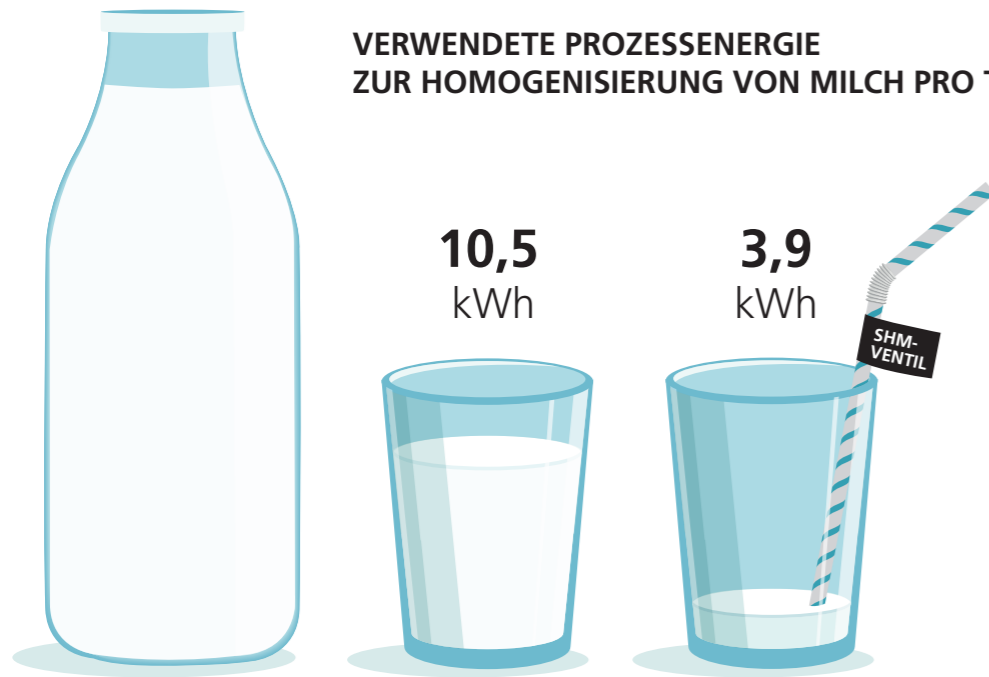 VERWENDETE PROZESSENERGIE
ZUR HOMOGENISIERUNG VON MILCH PRO
10,5
kWh
3,9
kWh
SHM-
VENTIL